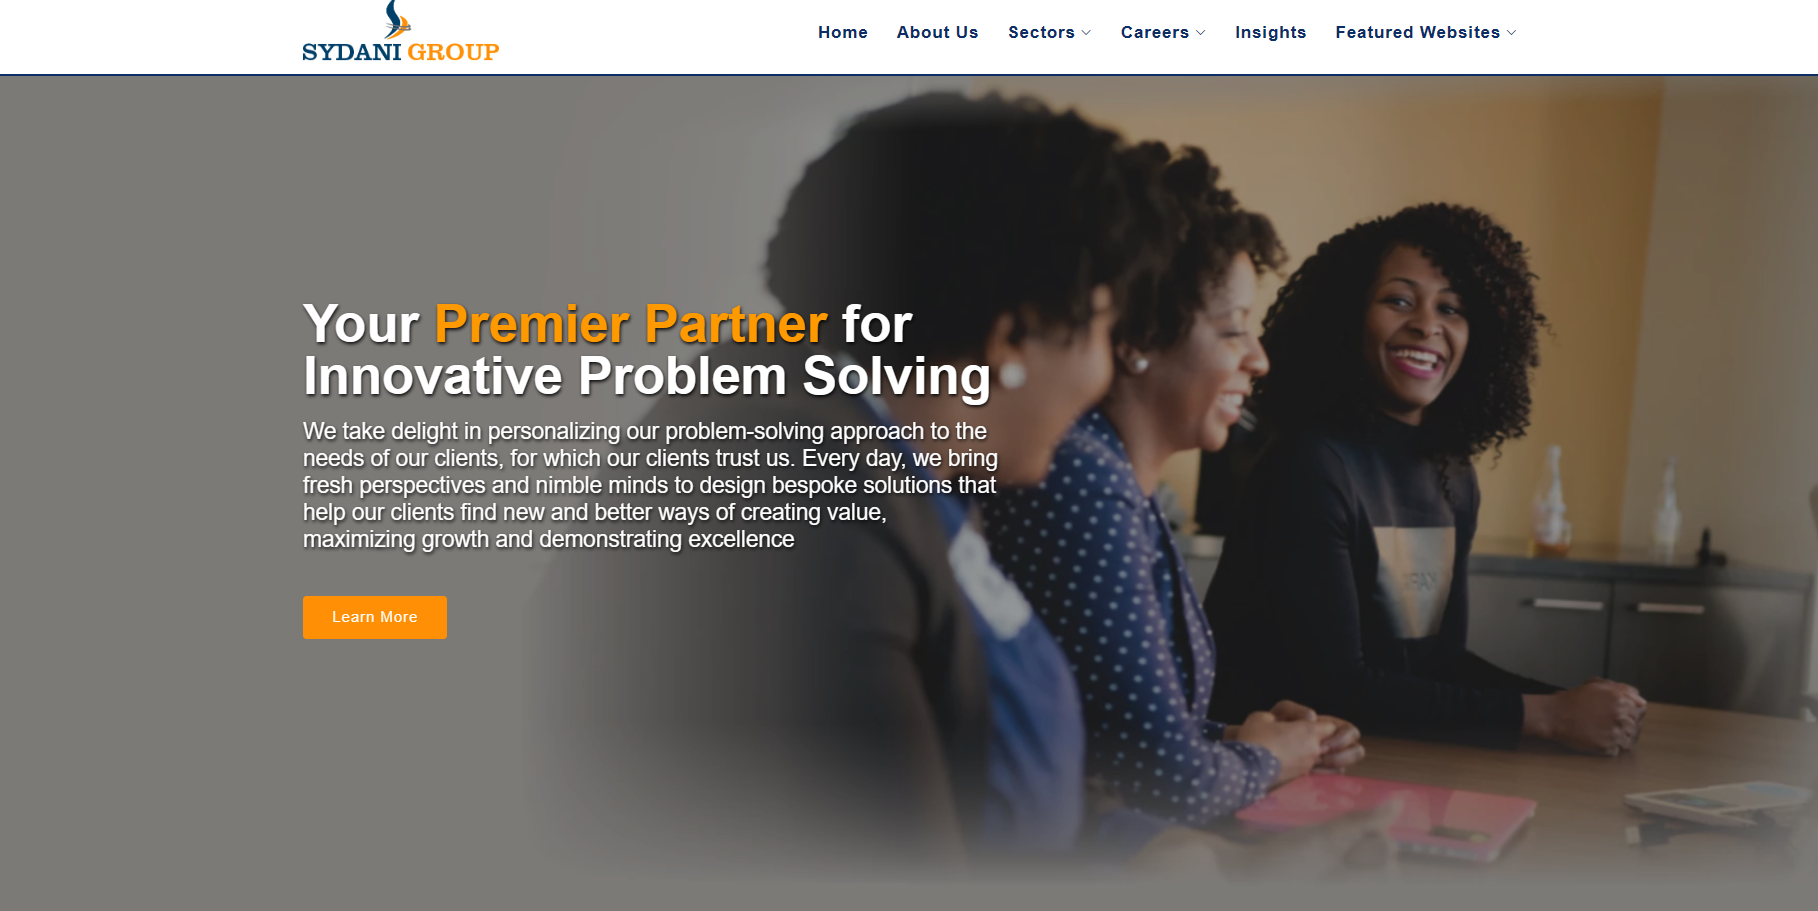 SYDANI GROUP
Home About Us Sectors Careers Insights Featured Websites
Your Premier Partner for
Innovative Problem Solving
We take delight in personalizing our problem-solving approach to the
needs of our clients, for which our clients trust us. Every day, we bring
fresh perspectives and nimble minds to design bespoke solutions that
help our clients find new and better ways of creating value,
maximizing growth and demonstrating excellence
Learn More